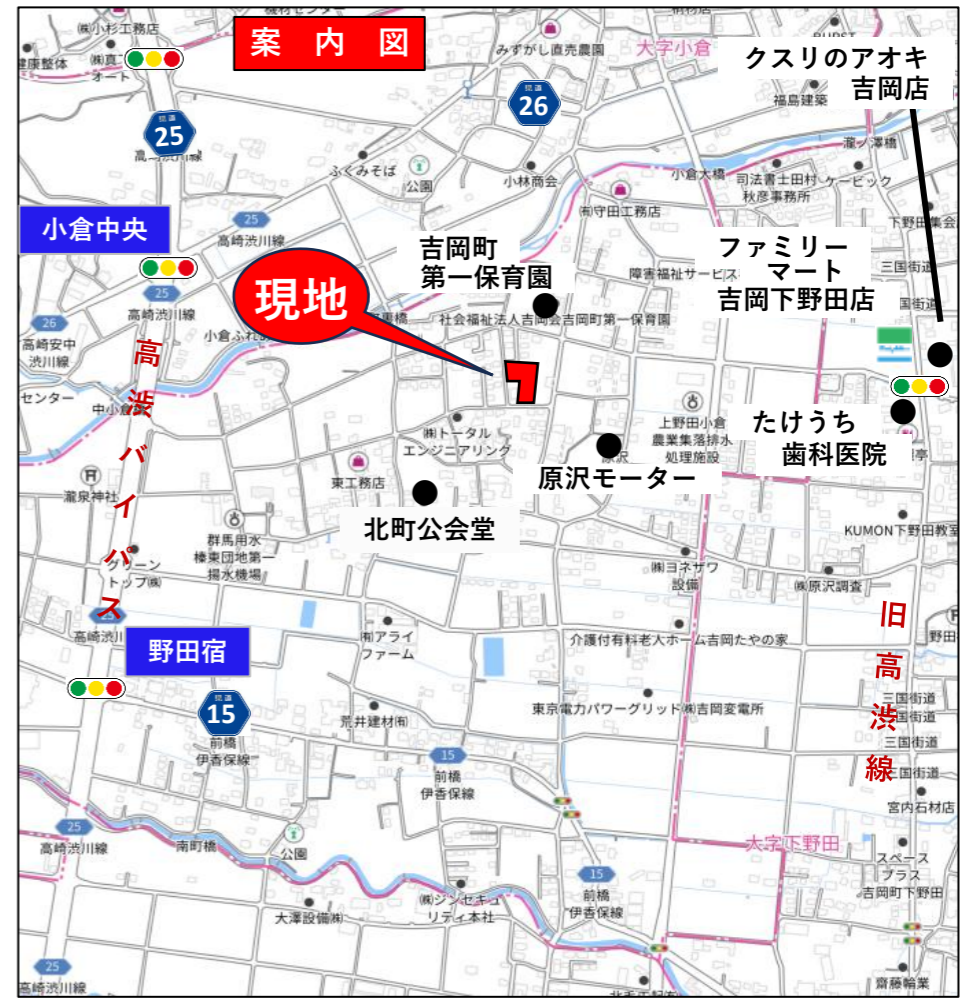 案内図
㈱小杉工務店
健康整体
㈱真
オート
みずがし直売農園
大字小倉
クスリのアオキ
吉岡店
県道
25
県道
26
福島建築
瀧ノ澤橋
ふくみそば
公園
小林商会
小倉大橋
司法書士田村
秋彦事務所
ケービック
㈲守田工務店
下野田集会
小倉中央
25
高崎渋川線
吉岡町
第一保育園
ファミリー
マート
吉岡下野田店
障害福祉サービス
三国街道
現地
25
高崎渋川線
26
高崎安中
渋川線
社会福祉法人吉岡会吉岡町第一保育園
センター
中小倉
高渋バイパス
㈱トータル
エンジニアリング
上野田小倉
農業集落排水
処理施設
たけうち
歯科医院
東工務店
原沢
原沢モーター
瀧泉神社
北町公会堂
群馬用水
榛東団地第一
揚水機場
KUMON下野田教室
グリーン
トップ㈱
㈱ヨネザワ
設備
㈱原沢調査
25
高崎渋川
旧高渋線
㈲アライ
ファーム
介護付有料老人ホーム吉岡たやの家
野田
野田宿
県道
15
前橋
伊香保線
荒井建材㈲
東京電力パワーグリッド㈱吉岡変電所
三国街道
三国街道
三国街道
三国街道
15
前橋
伊香保線
宮内石材店
25
高崎渋川線
南町橋
公園
大字下野田
スペース
プラス
吉岡町下野田
15
前橋
伊香保線
㈱ジンセキュ
リティ本社
大澤設備㈱
25
高崎渋川線
齋藤輪業